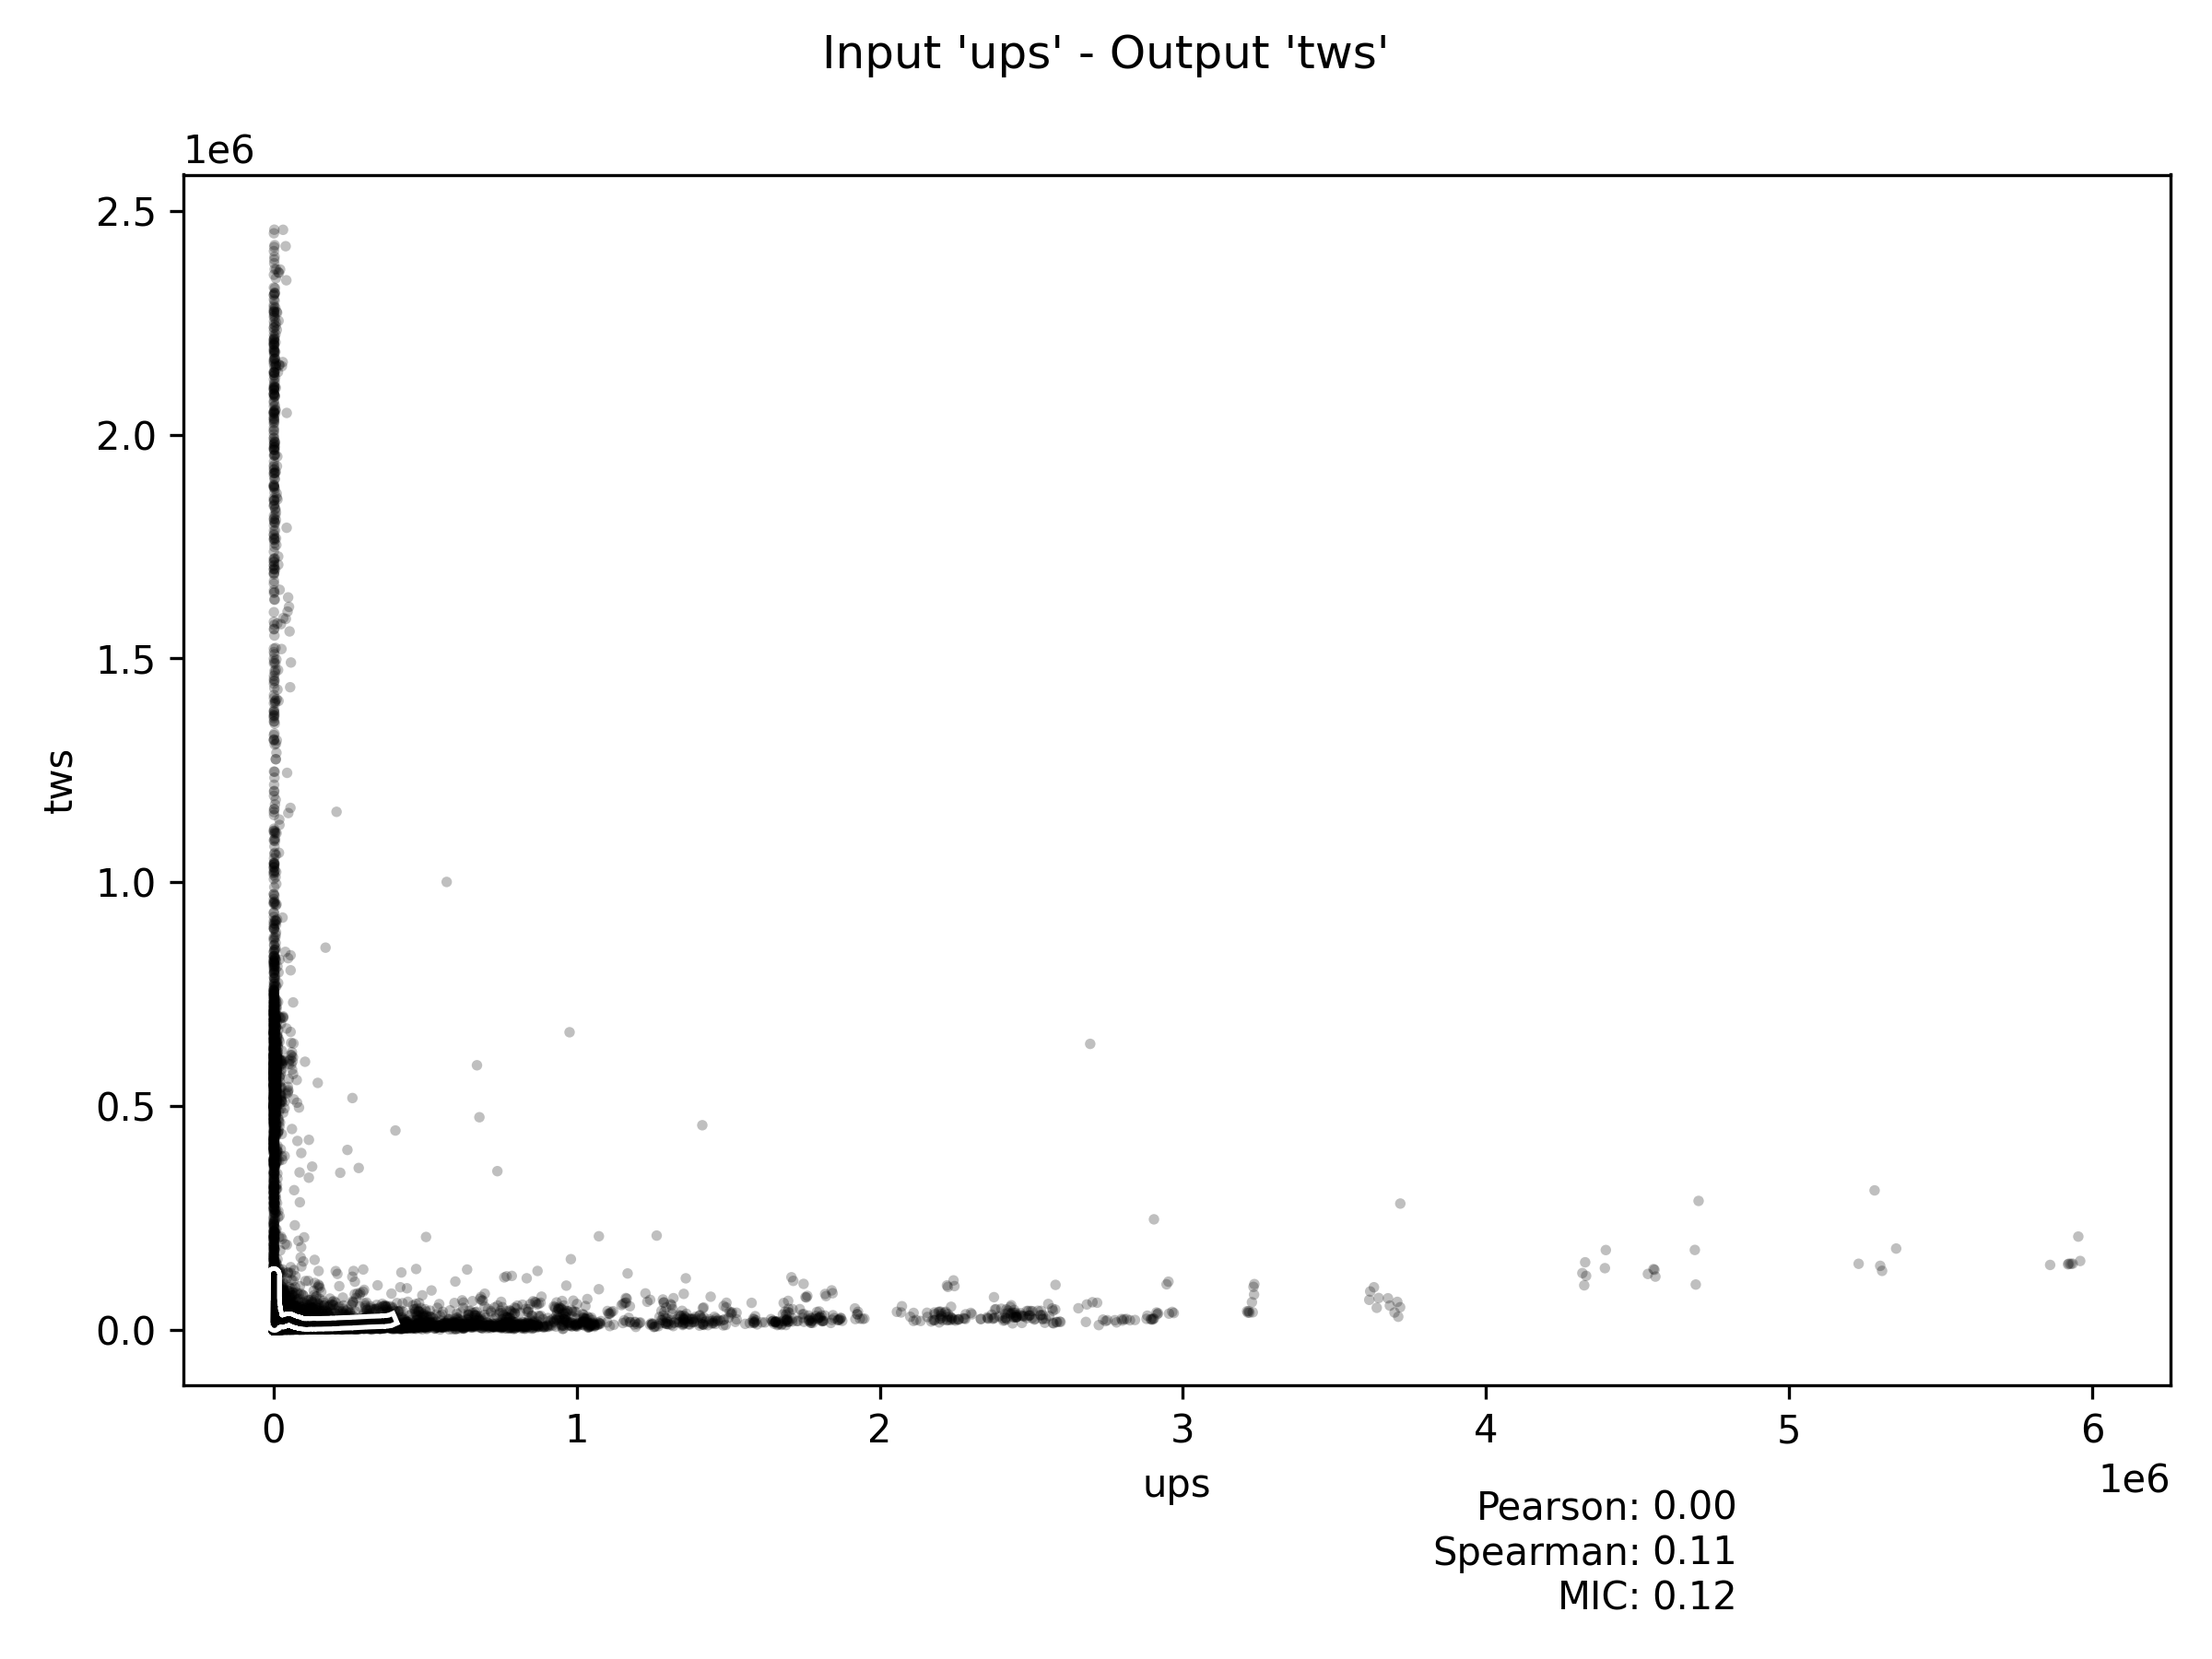 Input 'ups' - Output 'tws'
1e6
2.5
2.0
1.5
1.0
0.5
0.0
tws
0 1 2 3 4 5 6
ups
1e6
Pearson: 0.00
Spearman: 0.11
MIC: 0.12